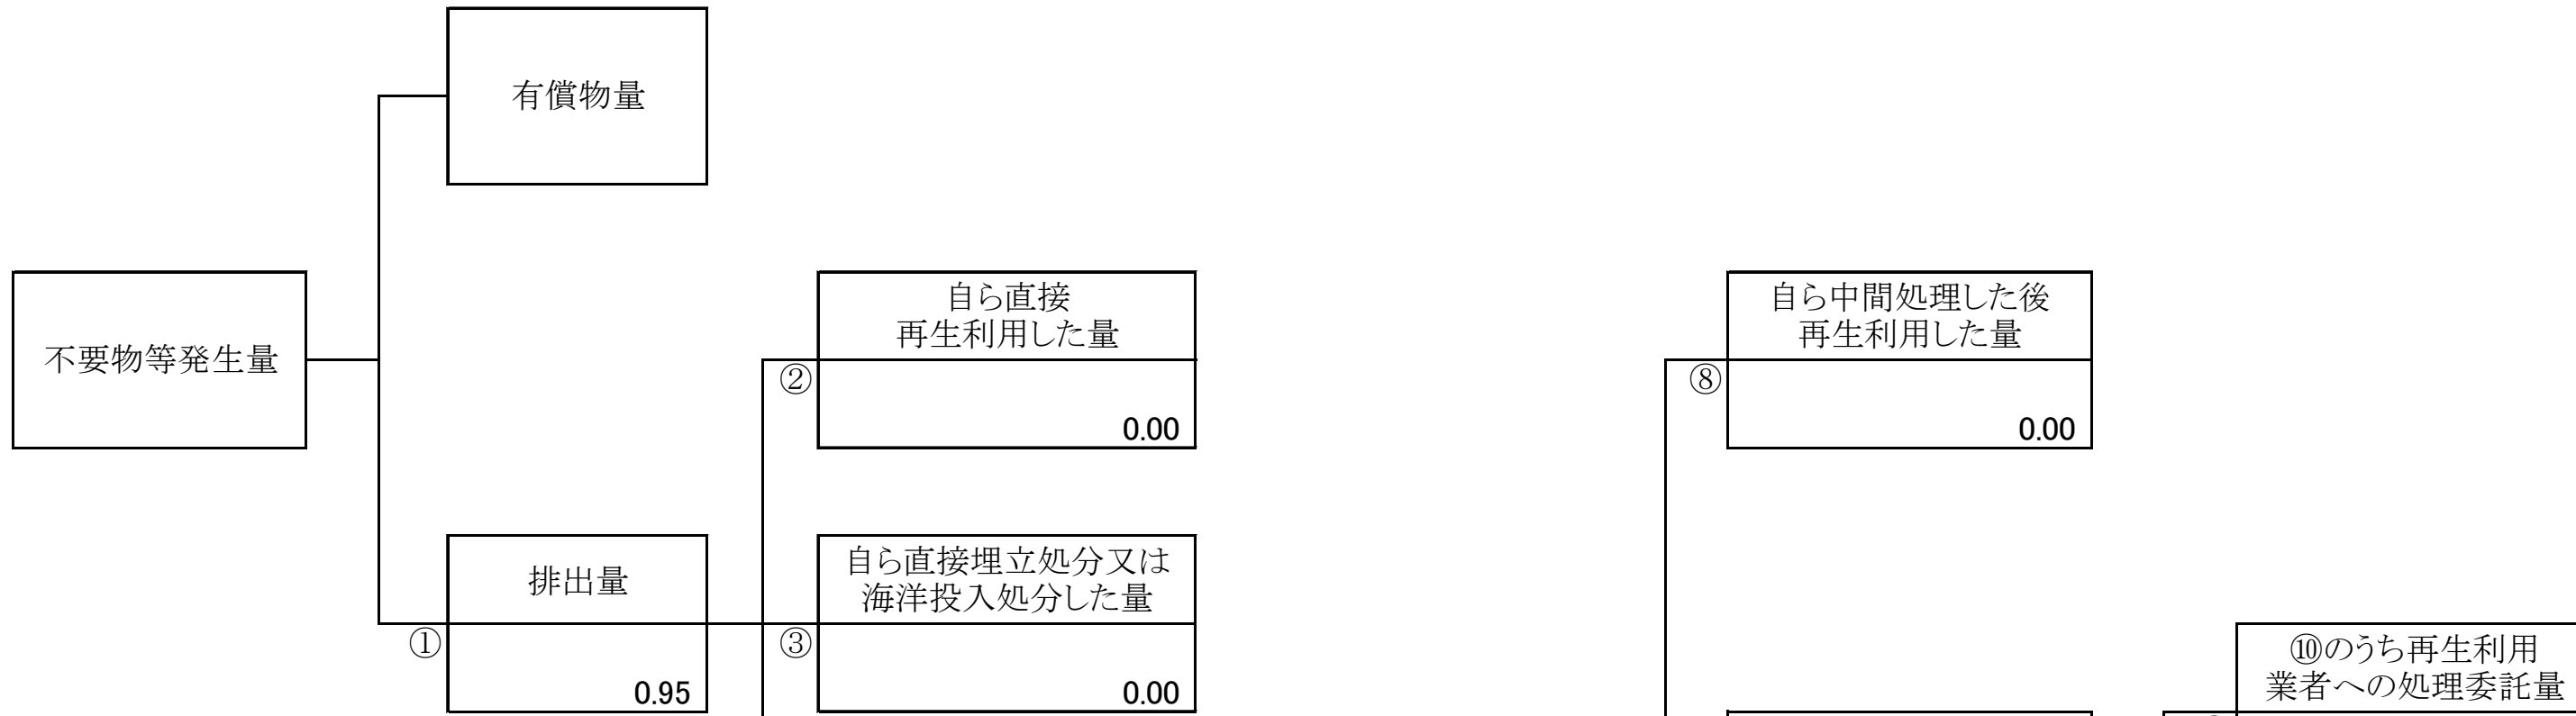 有償物量
不要物等発生量
自ら直接
再生利用した量
②
0.00
自ら中間処理した後
再生利用した量
⑧
0.00
排出量
①
0.95
自ら直接埋立処分又は
海洋投入処分した量
③
0.00
⑩のうち再生利用
業者への処理委託量